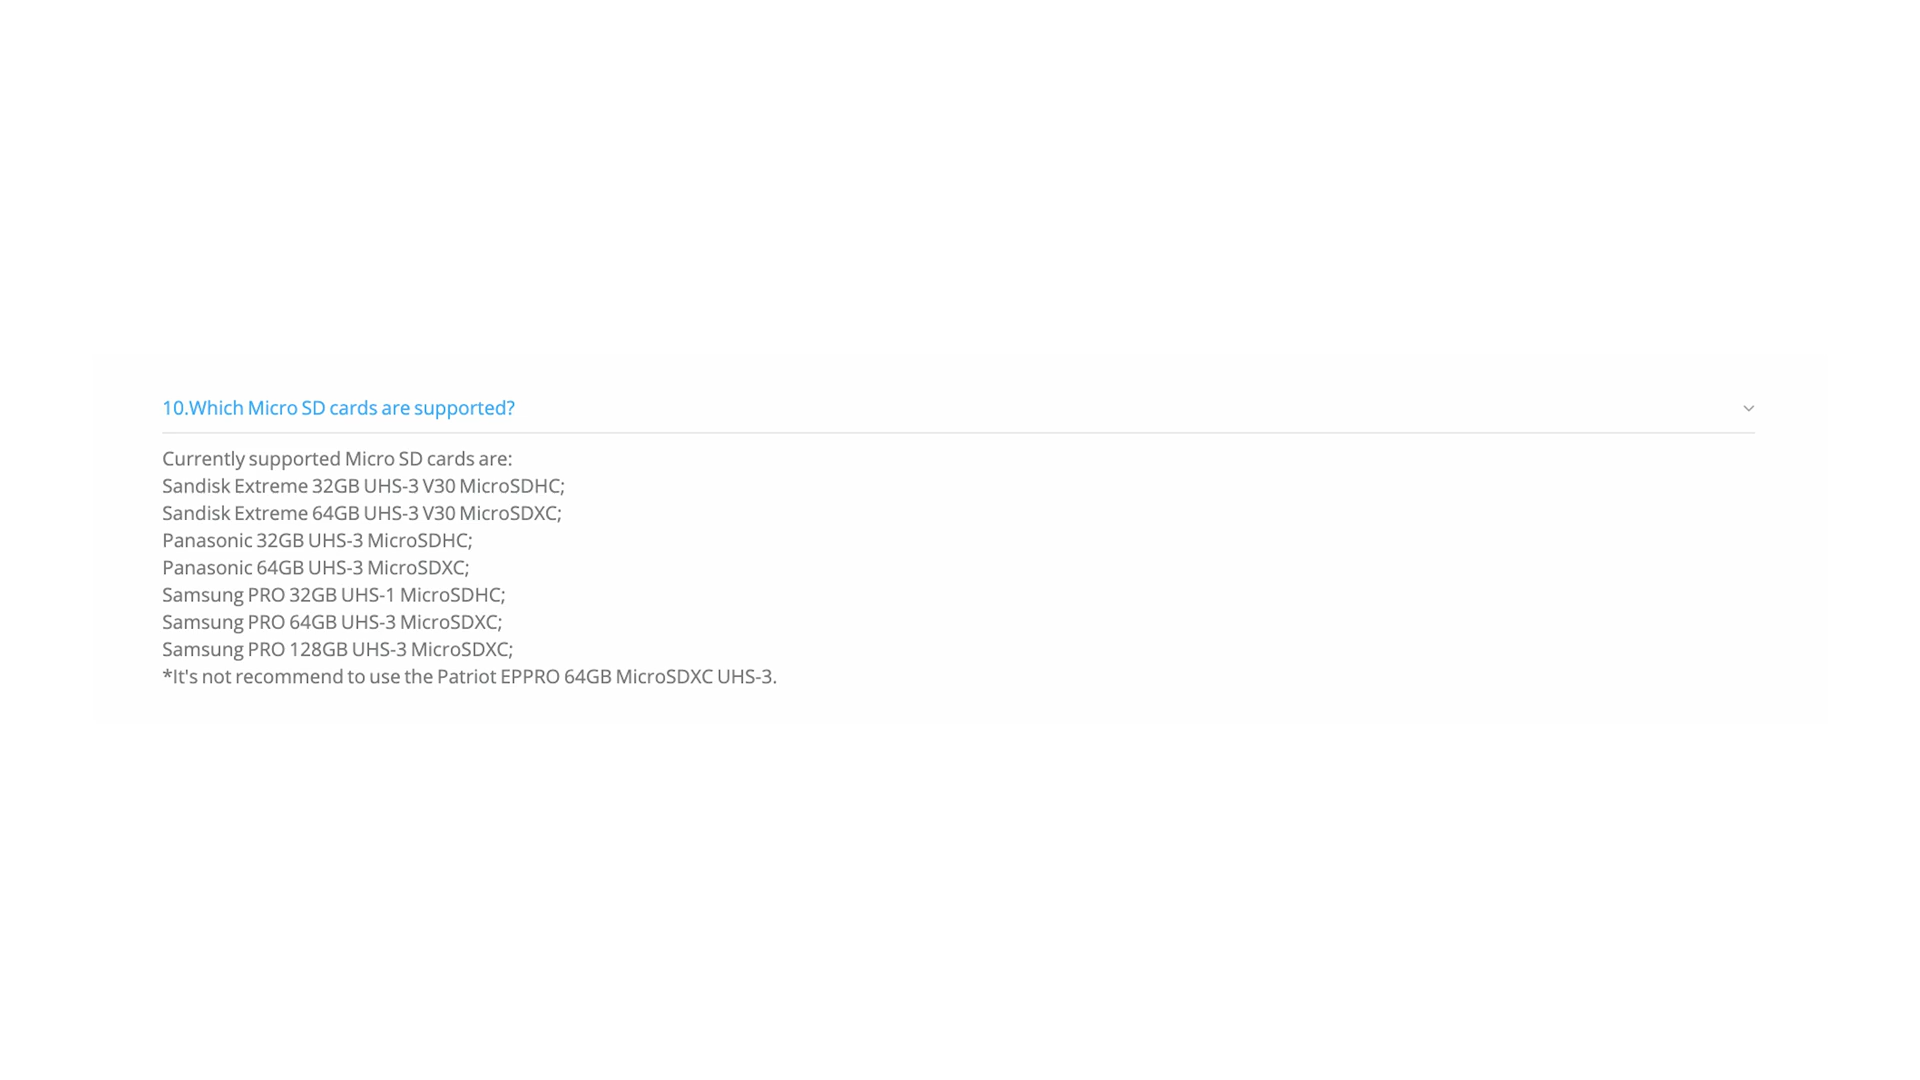 10.Which Micro SD cards are supported?
Currently supported Micro SD cards are:
Sandisk Extreme 32GB UHS-3 V30 MicroSDHC;
Sandisk Extreme 64GB UHS-3 V30 MicroSDXC;
Panasonic 32GB UHS-3 MicroSDHC;
Panasonic 64GB UHS-3 MicroSDXC;
Samsung PRO 32GB UHS-1 MicroSDHC;
Samsung PRO 64GB UHS-3 MicroSDXC;
Samsung PRO 128GB UHS-3 MicroSDXC;
*It's not recommend to use the Patriot EPPRO 64GB MicroSDXC UHS-3.